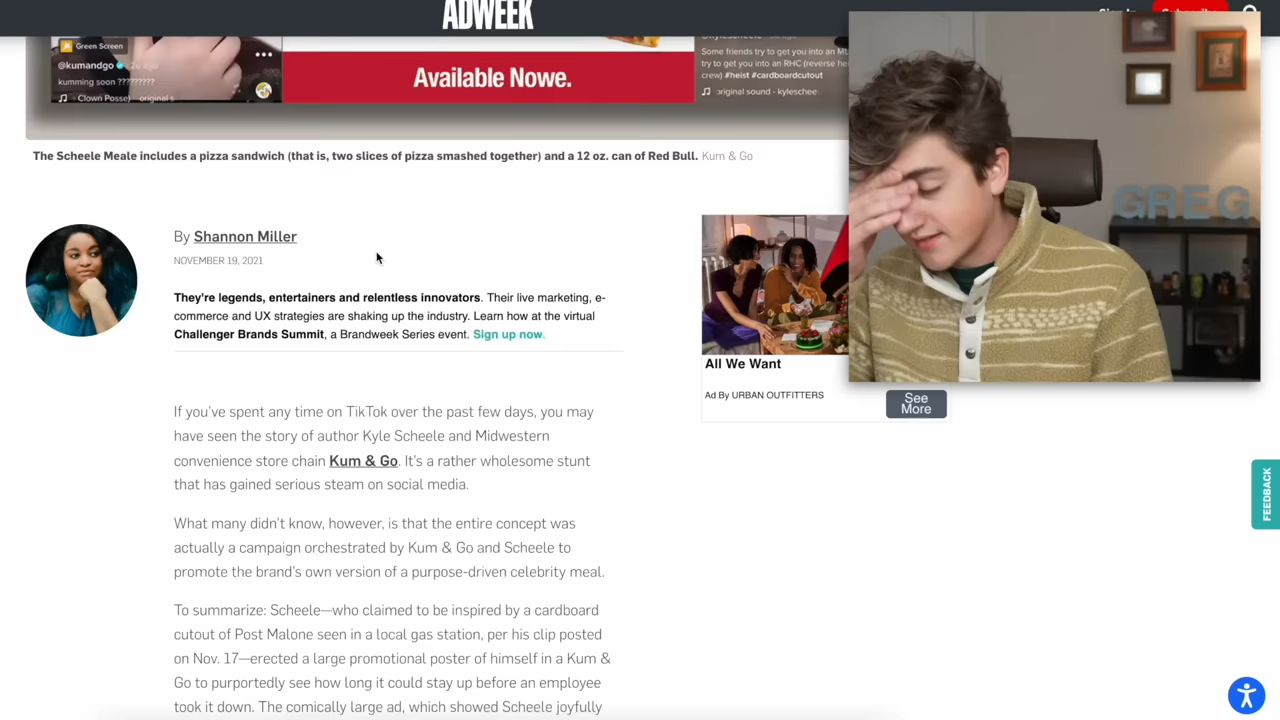 ADWEEK
Green Screen
@kumandgo
kumming soon ?????????
Clown Posse) original s
Available Nowe.
Some friends try to get you into an ML
try to get you into an RHC (reverse he
crew) #heist #cardboardcutout
original sound - kyleschee
The Scheele Meale includes a pizza sandwich (that is, two slices of pizza smashed together) and a 12 oz. can of Red Bull. Kum & Go
GREG
By Shannon Miller
NOVEMBER 19, 2021
They're legends, entertainers and relentless innovators. Their live marketing, e-
commerce and UX strategies are shaking up the industry. Learn how at the virtual
Challenger Brands Summit, a Brandweek Series event. Sign up now.
All We Want
Ad By URBAN OUTFITTERS
See
More
If you've spent any time on TikTok over the past few days, you may
have seen the story of author Kyle Scheele and Midwestern
convenience store chain Kum & Go. It's a rather wholesome stunt
that has gained serious steam on social media.
FEEDBACK
What many didn't know, however, is that the entire concept was
actually a campaign orchestrated by Kum & Go and Scheele to
promote the brand's own version of a purpose-driven celebrity meal.
To summarize: Scheele—who claimed to be inspired by a cardboard
cutout of Post Malone seen in a local gas station, per his clip posted
on Nov. 17—erected a large promotional poster of himself in a Kum &
Go to purportedly see how long it could stay up before an employee
took it down. The comically large ad, which showed Scheele joyfully